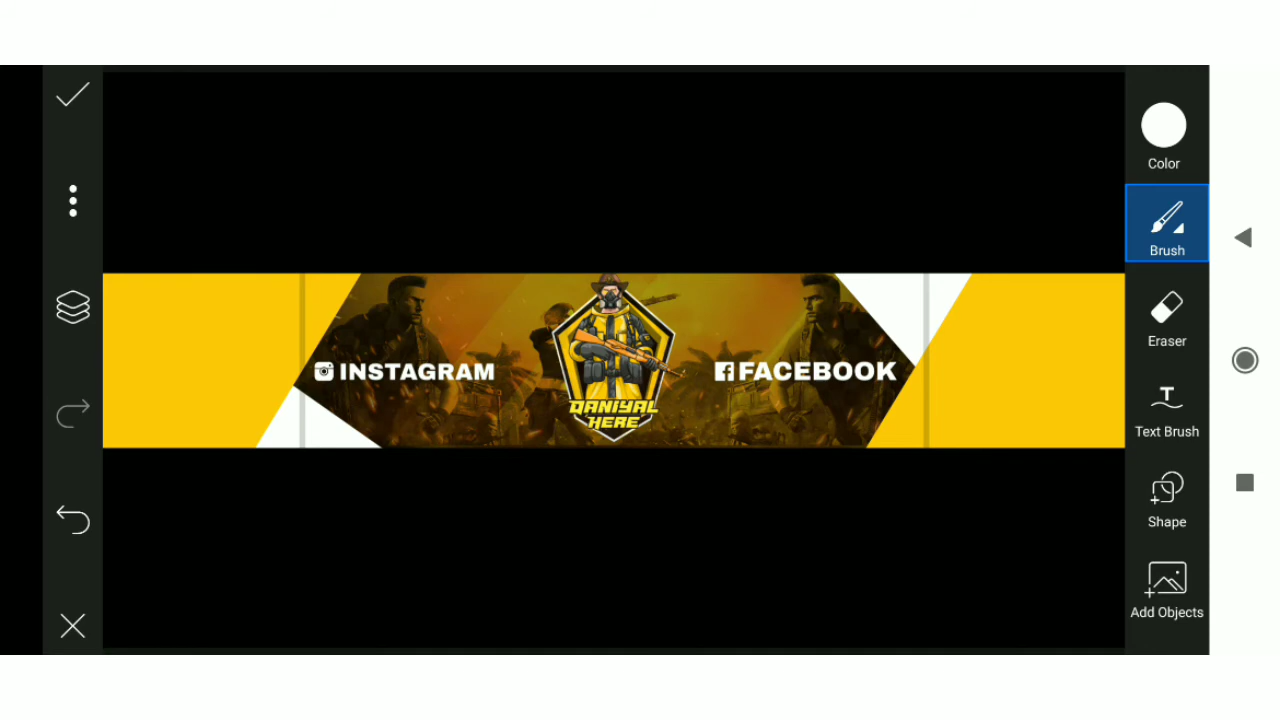 Color
Brush
Eraser
Text Brush
Shape
Add Objects
INSTAGRAM
FACEBOOK
DANIYAL
HERE